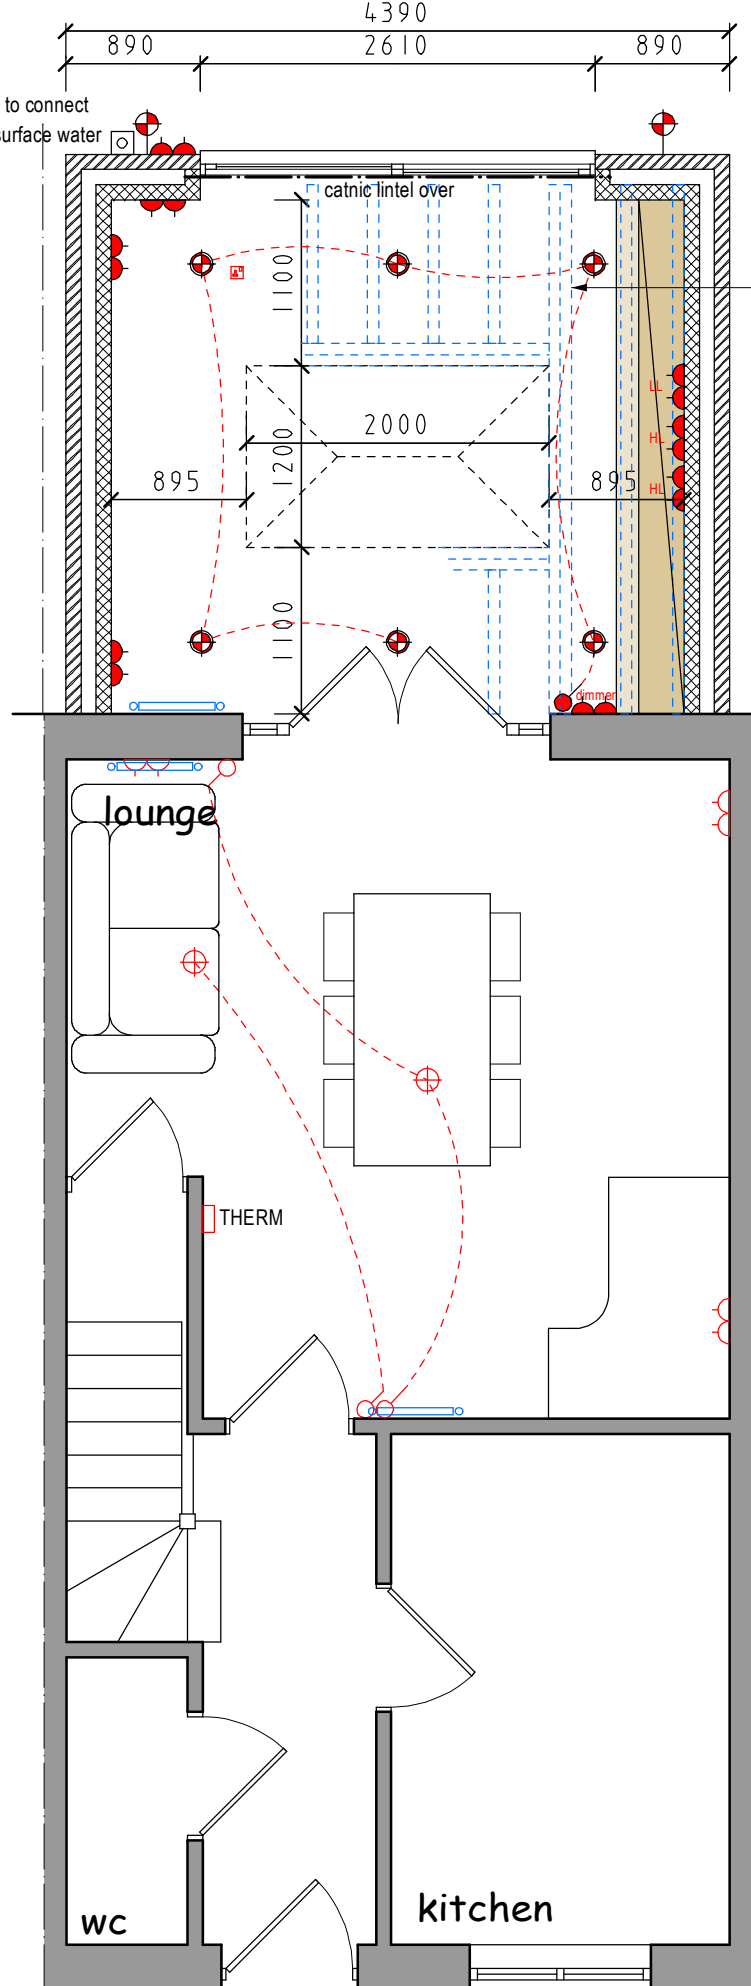 4390
890
2610
890
to connect
surface water
catnic lintel over
1100
LL
2000
HL
1200
895
895
HL
1100
dimmer
lounge
THERM
kitchen
wc